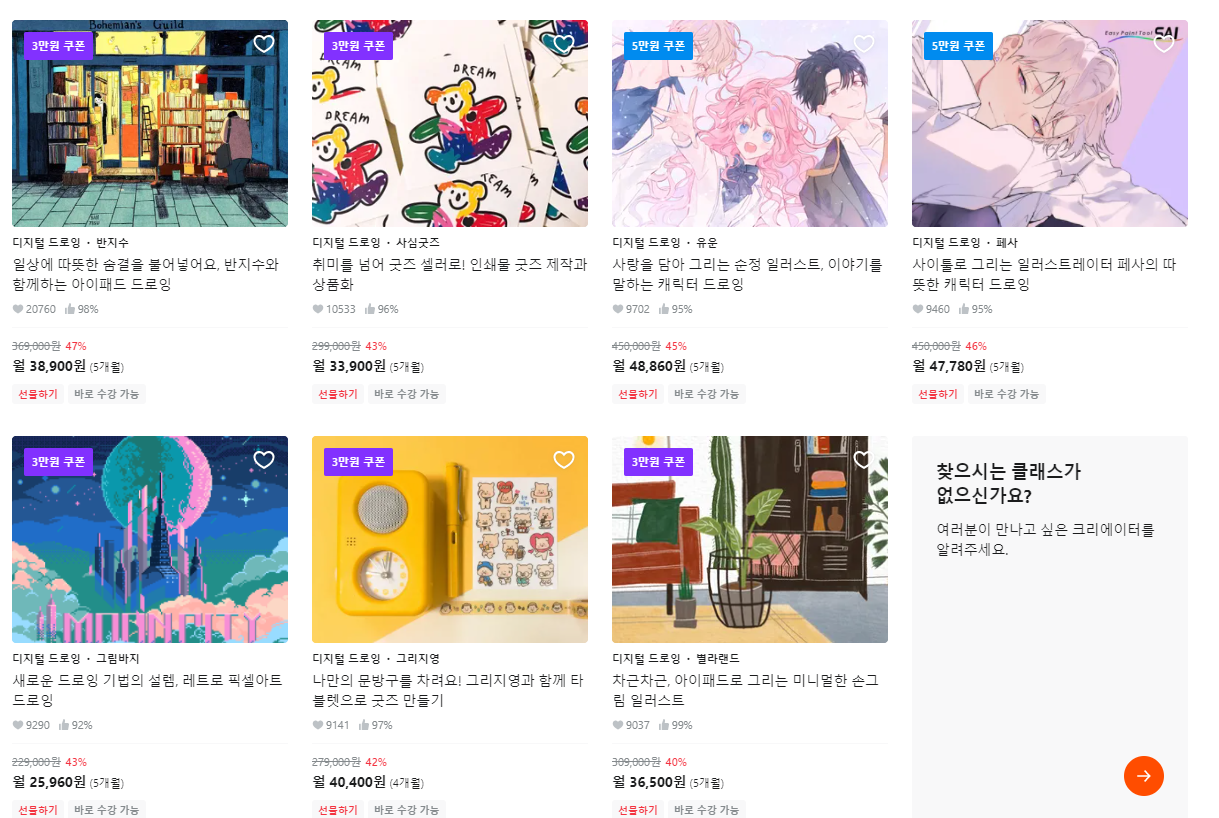 Bohemian's Guild
3만원 쿠폰
디지털 드로잉 · 반지수
일상에 따뜻한 숨결을 불어넣어요, 반지수와
함께하는 아이패드 드로잉
20760 98%
369,000원 47%
월 38,900원 (5개월)
선물하기 바로 수강 가능
3만원 쿠폰
DREAM
DREAM
TEAM
디지털 드로잉 · 사심굿즈
취미를 넘어 굿즈 셀러로! 인쇄물 굿즈 제작과
상품화
10533 96%
299,000원 43%
월 33,900원 (5개월)
선물하기 바로 수강 가능
5만원 쿠폰
디지털 드로잉 · 유운
사랑을 담아 그리는 순정 일러스트, 이야기를
말하는 캐릭터 드로잉
9702 95%
450,000원 45%
월 48,860원 (5개월)
선물하기 바로 수강 가능
5만원 쿠폰
Easy Paint Tool SAI
디지털 드로잉 · 페사
사이툴로 그리는 일러스트레이터 페사의 따
뜻한 캐릭터 드로잉
9460 95%
450,000원 46%
월 47,780원 (5개월)
선물하기 바로 수강 가능
3만원 쿠폰
MOON CITY
디지털 드로잉 · 그림바지
새로운 드로잉 기법의 설렘, 레트로 픽셀아트
드로잉
9290 92%
229,000원 43%
월 25,960원 (5개월)
선물하기 바로 수강 가능
3만원 쿠폰
디지털 드로잉 · 그리지영
나만의 문방구를 차려요! 그리지영과 함께 타
블렛으로 굿즈 만들기
9141 97%
279,000원 42%
월 40,400원 (4개월)
선물하기 바로 수강 가능
3만원 쿠폰
디지털 드로잉 · 별라랜드
차근차근, 아이패드로 그리는 미니멀한 손그
림 일러스트
9037 99%
309,000원 40%
월 36,500원 (5개월)
선물하기 바로 수강 가능
찾으시는 클래스가
없으신가요?
여러분이 만나고 싶은 크리에이터를
알려주세요.